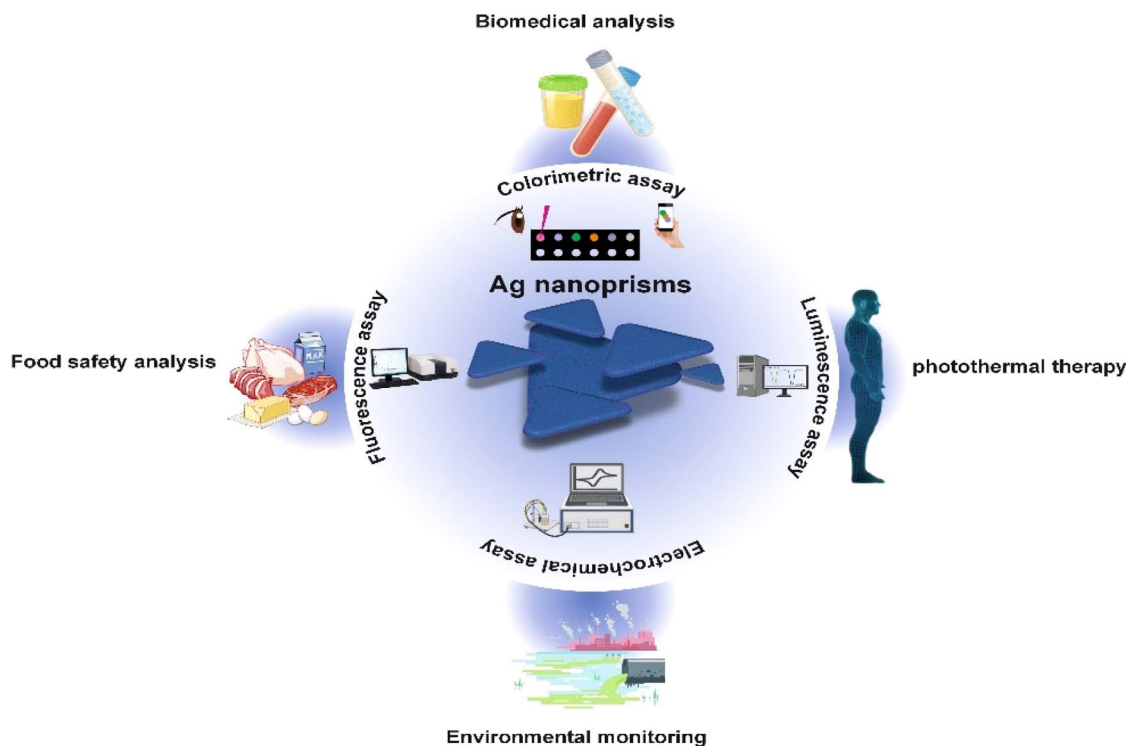 Biomedical analysis
Colorimetric assay
Ag nanoprisms
Fluorescence assay
Luminescence assay
Food safety analysis
MILK
photothermal therapy
Electrochemical assay
Environmental monitoring